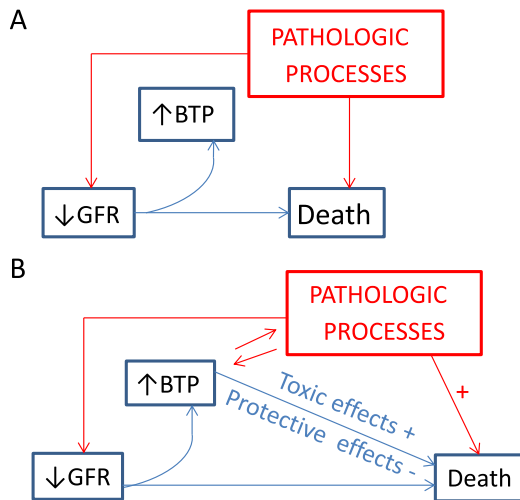 A
PATHOLOGIC
PROCESSES
↑BTP
↓GFR
Death
B
PATHOLOGIC
PROCESSES
↑BTP
Toxic effects +
Protective effects -
+
↓GFR
Death